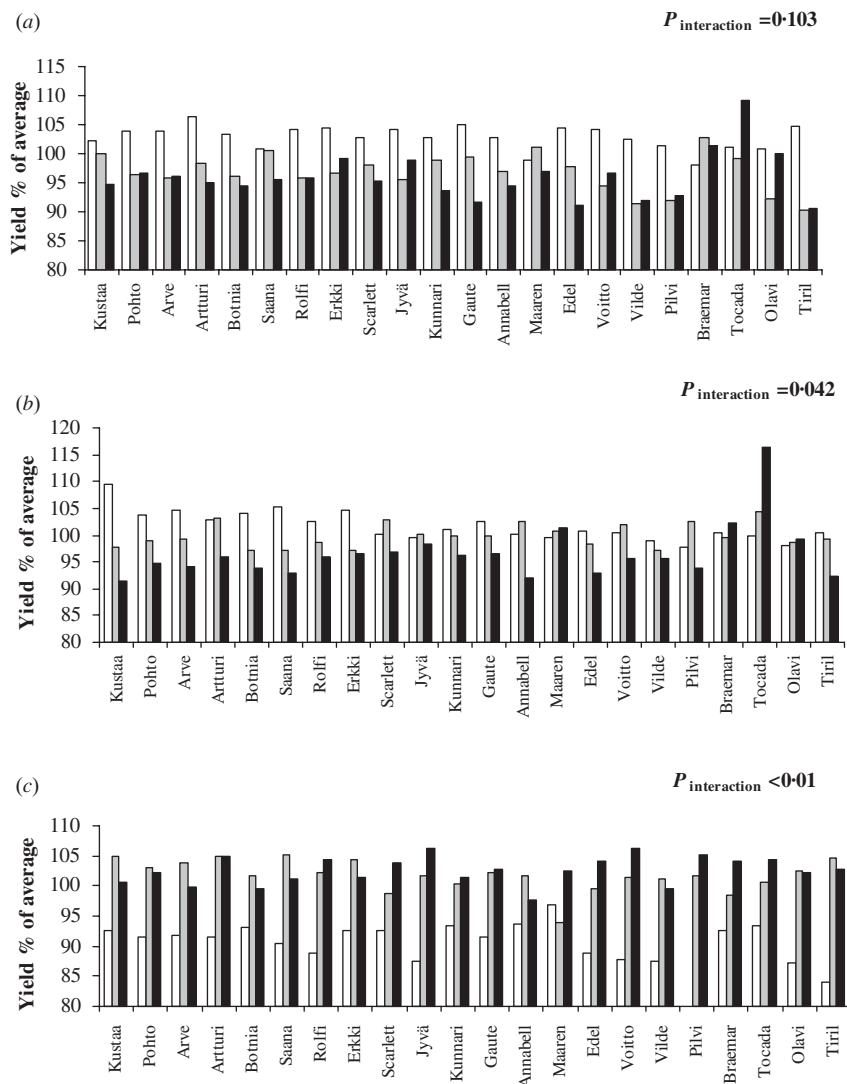 (a)
P interaction =0·103
Yield % of average
115
110
105
100
95
90
85
80
Kustaa
Pohto
Arve
Artturi
Botnia
Saana
Rolfi
Erkki
Scarlett
Jyvä
Kunnari
Gaute
Annabell
Maaren
Edel
Voitto
Vilde
Pilvi
Braemar
Tocada
Olavi
Tiril
(b)
P interaction =0·042
Yield % of average
120
115
110
105
100
95
90
85
80
Kustaa
Pohto
Arve
Artturi
Botnia
Saana
Rolfi
Erkki
Scarlett
Jyvä
Kunnari
Gaute
Annabell
Maaren
Edel
Voitto
Vilde
Pilvi
Braemar
Tocada
Olavi
Tiril
(c)
P interaction <0·01
Yield % of average
110
105
100
95
90
85
80
Kustaa
Pohto
Arve
Artturi
Botnia
Saana
Rolfi
Erkki
Scarlett
Jyvä
Kunnari
Gaute
Annabell
Maaren
Edel
Voitto
Vilde
Pilvi
Braemar
Tocada
Olavi
Tiril